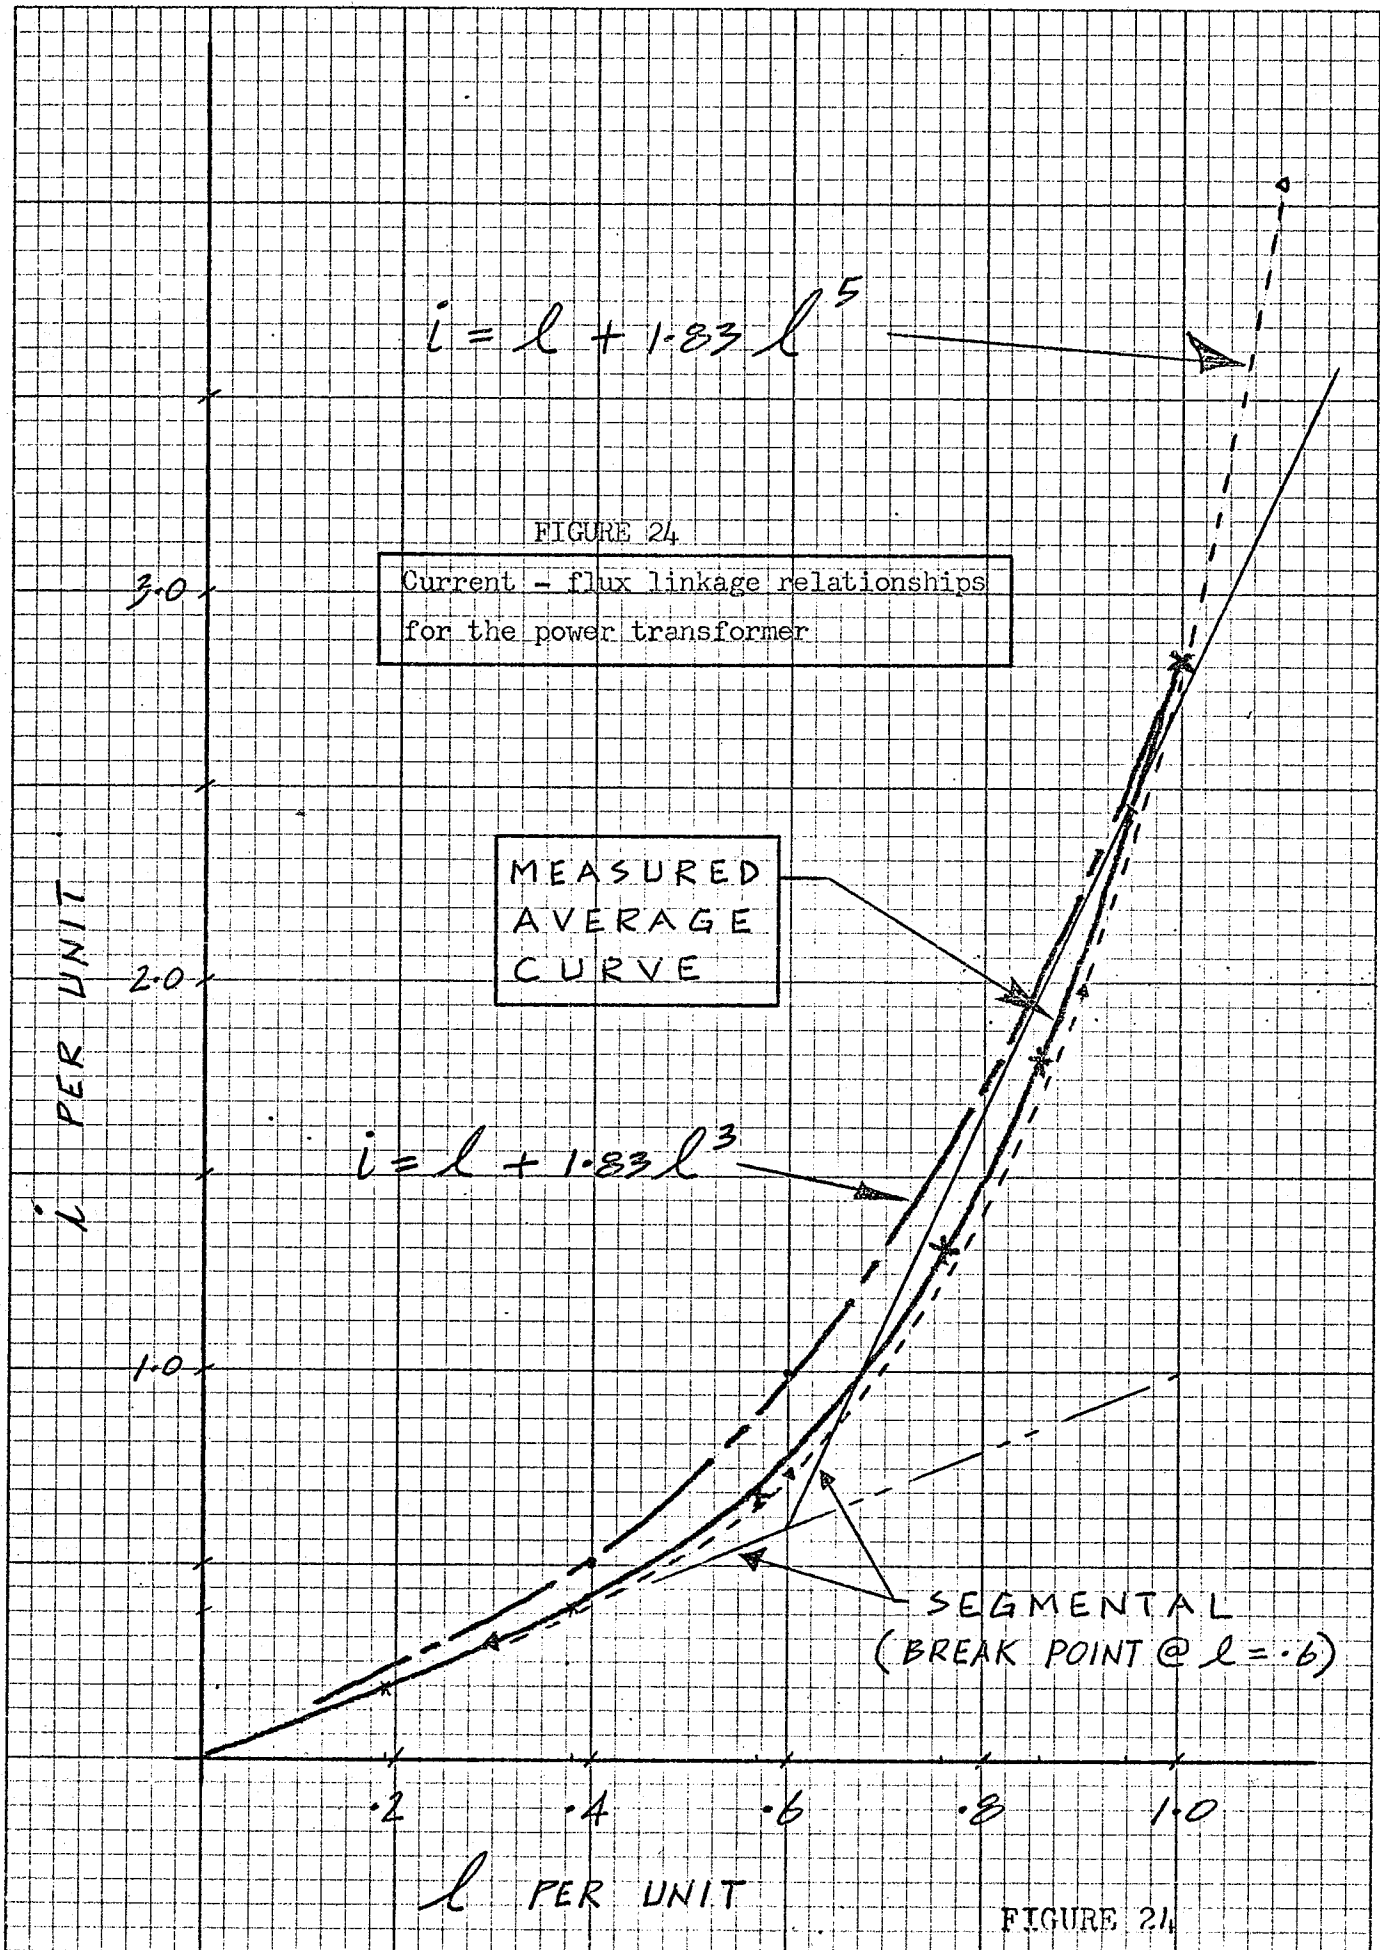 i = l + 1.83 l⁵
FIGURE 24
Current - flux linkage relationships
for the power transformer
3.0
MEASURED
AVERAGE
CURVE
2.0
i PER UNIT
i = l + 1.83 l³
1.0
SEGMENTAL
(BREAK POINT @ l = .6)
.2 .4 .6 .8 1.0
l PER UNIT
FIGURE 24